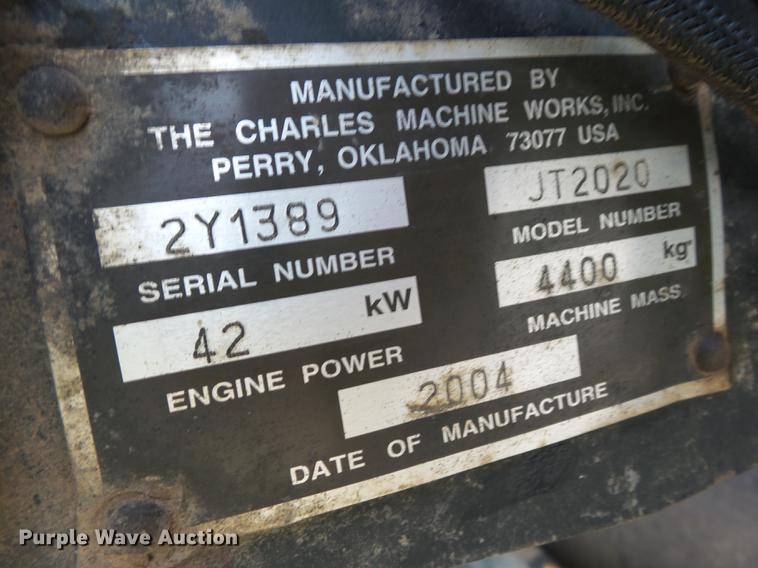 MANUFACTURED BY
THE CHARLES MACHINE WORKS, INC.
PERRY, OKLAHOMA 73077 USA
2Y1389
SERIAL NUMBER
JT2020
MODEL NUMBER
42 kW
ENGINE POWER
4400 kg
MACHINE MASS
2004
DATE OF MANUFACTURE
Purple Wave Auction